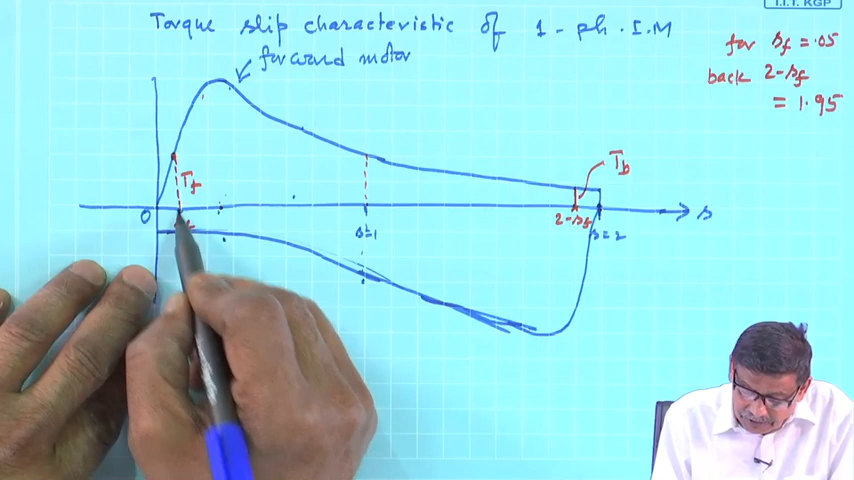 I.I.T. KGP
Torque slip characteristic of 1-ph. I.M
forward motor
for sf = .05
back 2-sf
= 1.95
Tf
Tb
0
s=1
2-sf
s=2
s